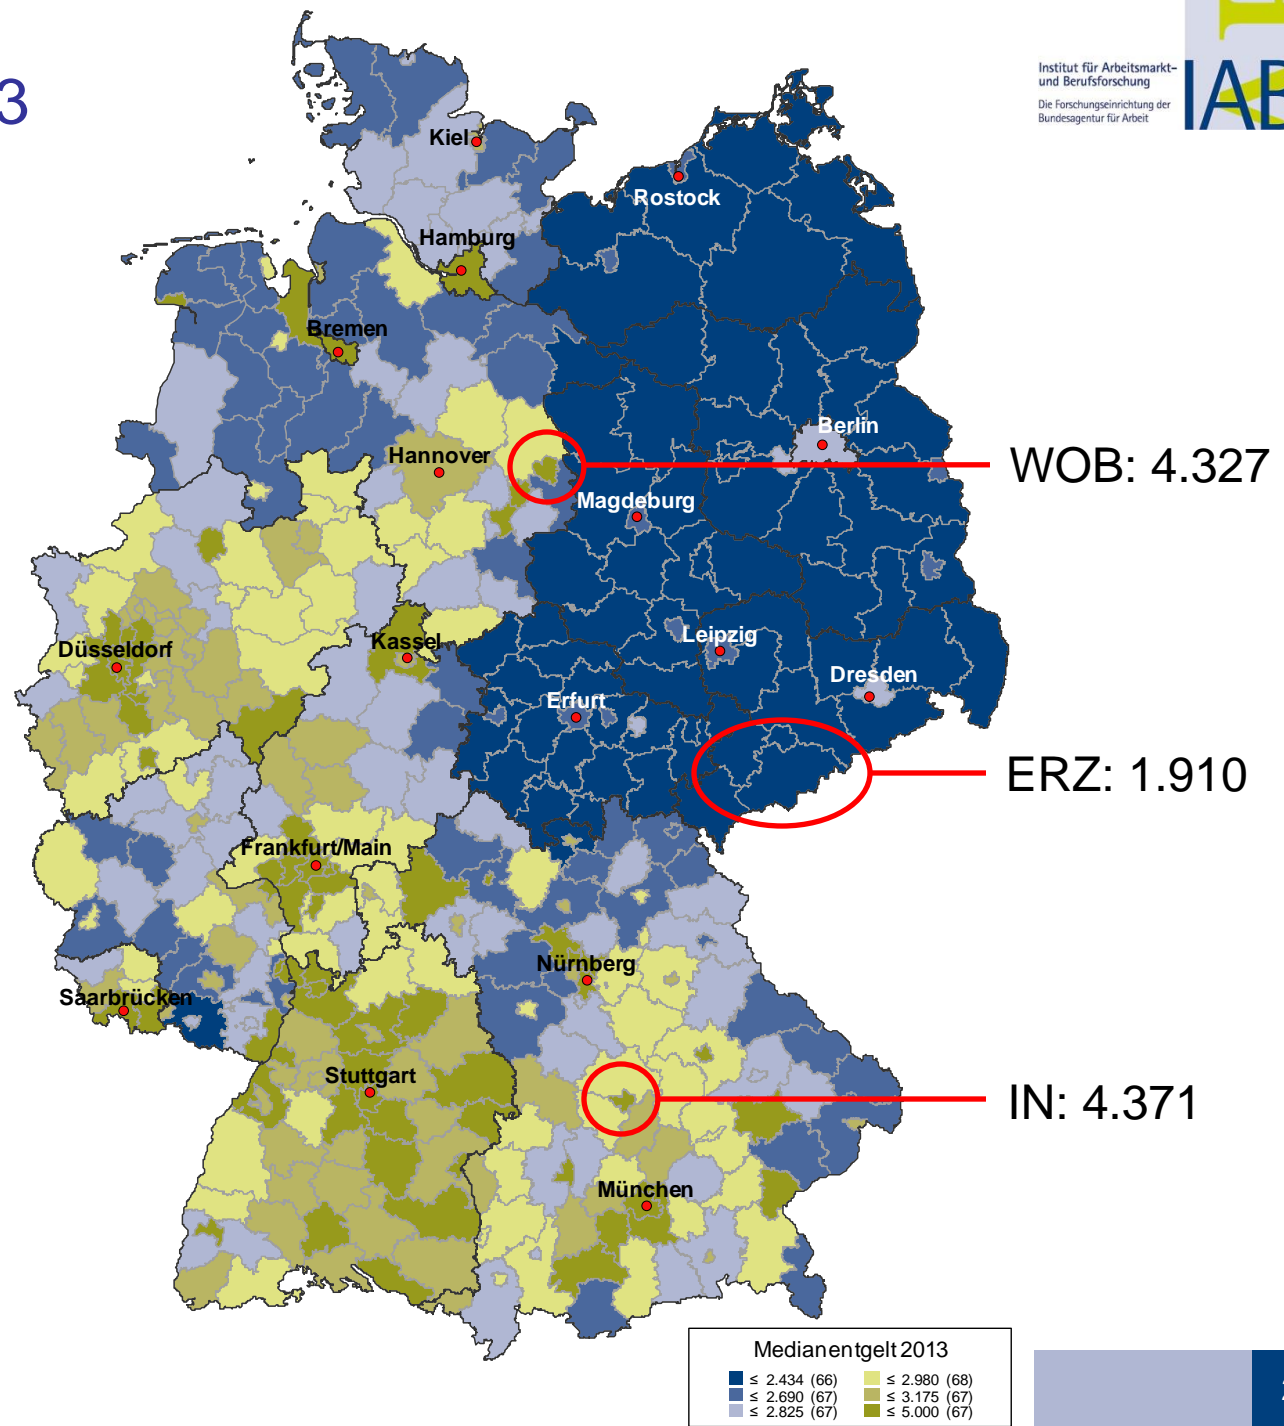 3
Institut für Arbeitsmarkt-
und Berufsforschung
Die Forschungseinrichtung der
Bundesagentur für Arbeit
IAB
Kiel
Rostock
Hamburg
Bremen
Berlin
Hannover
WOB: 4.327
Magdeburg
Düsseldorf
Kassel
Leipzig
Dresden
Erfurt
ERZ: 1.910
Frankfurt/Main
Nürnberg
Saarbrücken
Stuttgart
IN: 4.371
München
Medianentgelt 2013
≤ 2.434 (66)
≤ 2.690 (67)
≤ 2.825 (67)
≤ 2.980 (68)
≤ 3.175 (67)
≤ 5.000 (67)